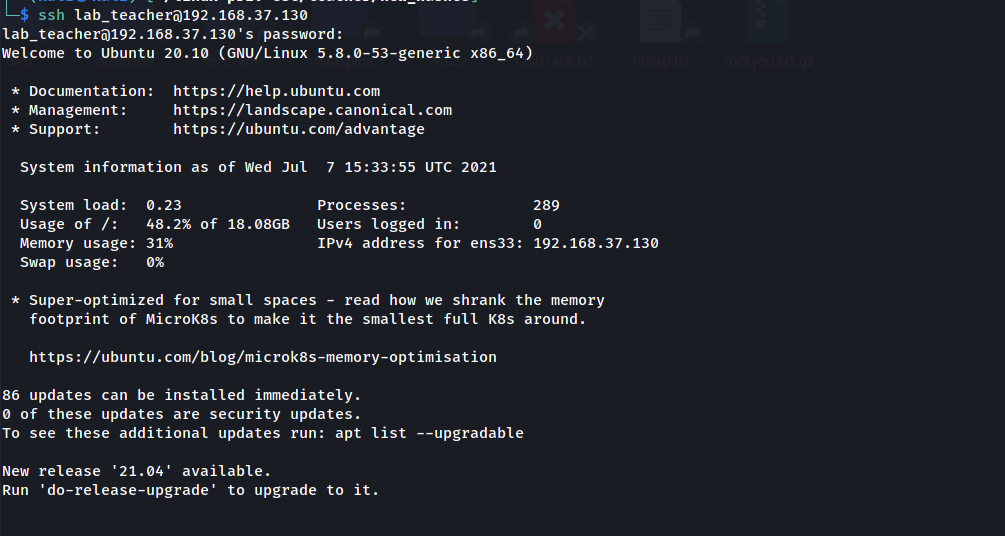 ssh lab_teacher@192.168.37.130
lab_teacher@192.168.37.130's password:
Welcome to Ubuntu 20.10 (GNU/Linux 5.8.0-53-generic x86_64)
* Documentation:  https://help.ubuntu.com
* Management:     https://landscape.canonical.com
* Support:        https://ubuntu.com/advantage
System information as of Wed Jul  7 15:33:55 UTC 2021
System load:  0.23               Processes:              289
Usage of /:   48.2% of 18.08GB   Users logged in:        0
Memory usage: 31%                IPv4 address for ens33: 192.168.37.130
Swap usage:   0%
* Super-optimized for small spaces - read how we shrank the memory
footprint of MicroK8s to make it the smallest full K8s around.
https://ubuntu.com/blog/microk8s-memory-optimisation
86 updates can be installed immediately.
0 of these updates are security updates.
To see these additional updates run: apt list --upgradable
New release '21.04' available.
Run 'do-release-upgrade' to upgrade to it.
nmap.lst
rockyou.txt.gz